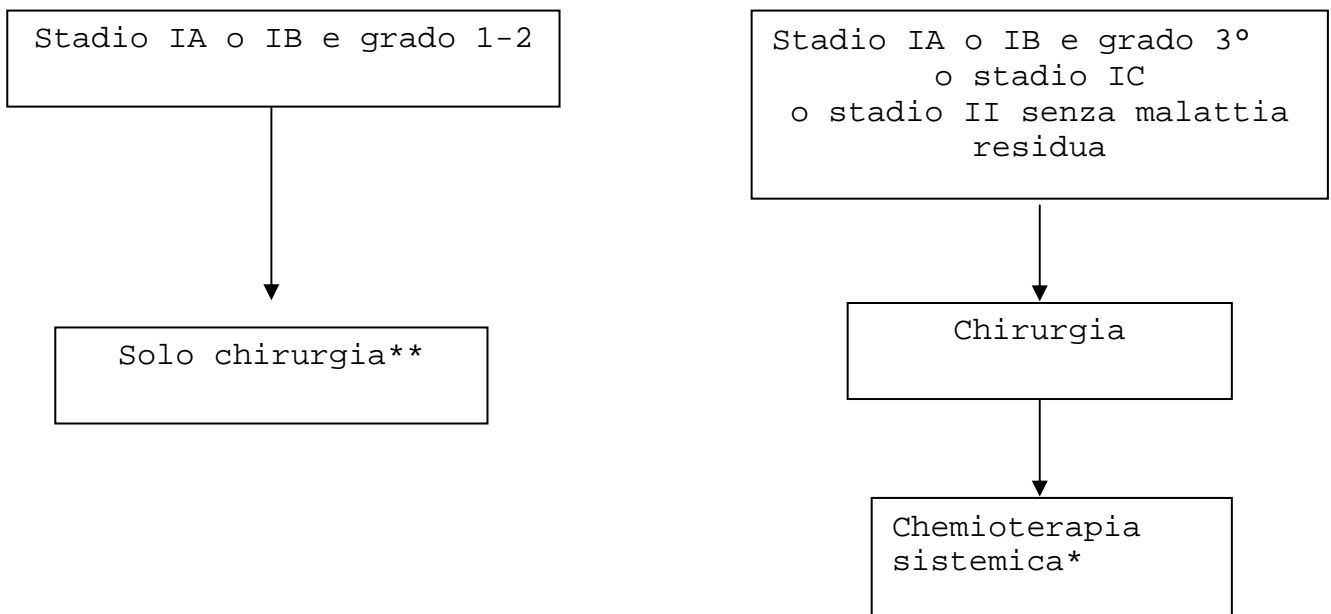 Stadio IA o IB e grado 1-2
Solo chirurgia**
Stadio IA o IB e grado 3º
o stadio IC
o stadio II senza malattia
residua
Chirurgia
Chemioterapia
sistemica*